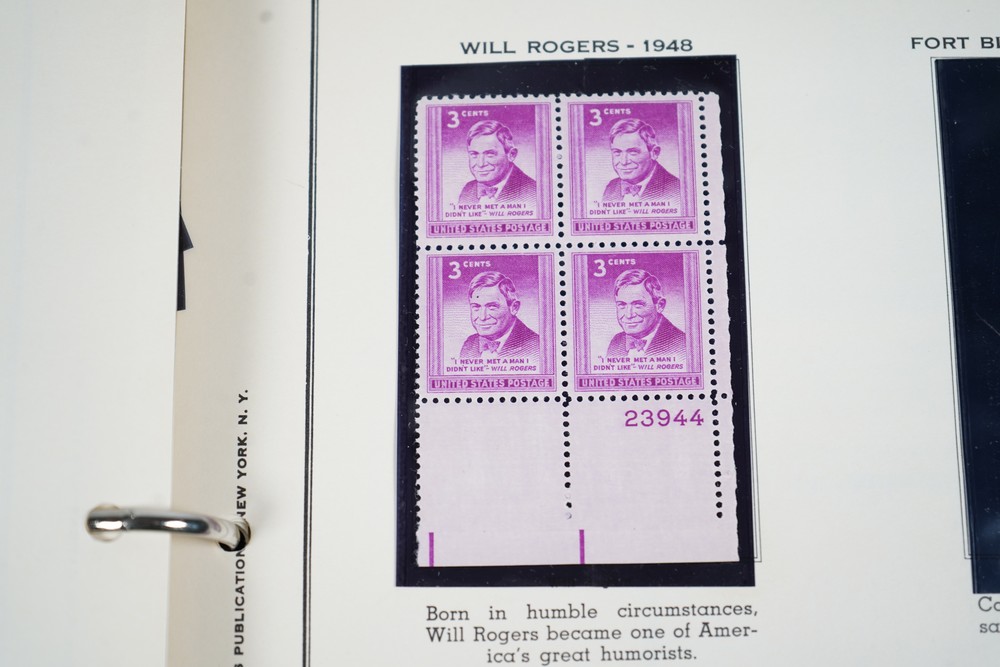 WILL ROGERS - 1948
FORT
3 CENTS
"I NEVER MET A MAN I
DIDN'T LIKE" - WILL ROGERS
UNITED STATES POSTAGE
3 CENTS
"I NEVER MET A MAN I
DIDN'T LIKE" - WILL ROGERS
UNITED STATES POSTAGE
3 CENTS
"I NEVER MET A MAN I
DIDN'T LIKE" - WILL ROGERS
UNITED STATES POSTAGE
3 CENTS
"I NEVER MET A MAN I
DIDN'T LIKE" - WILL ROGERS
UNITED STATES POSTAGE
23944
Born in humble circumstances,
Will Rogers became one of Amer-
ica's great humorists.
NEW YORK, N. Y.